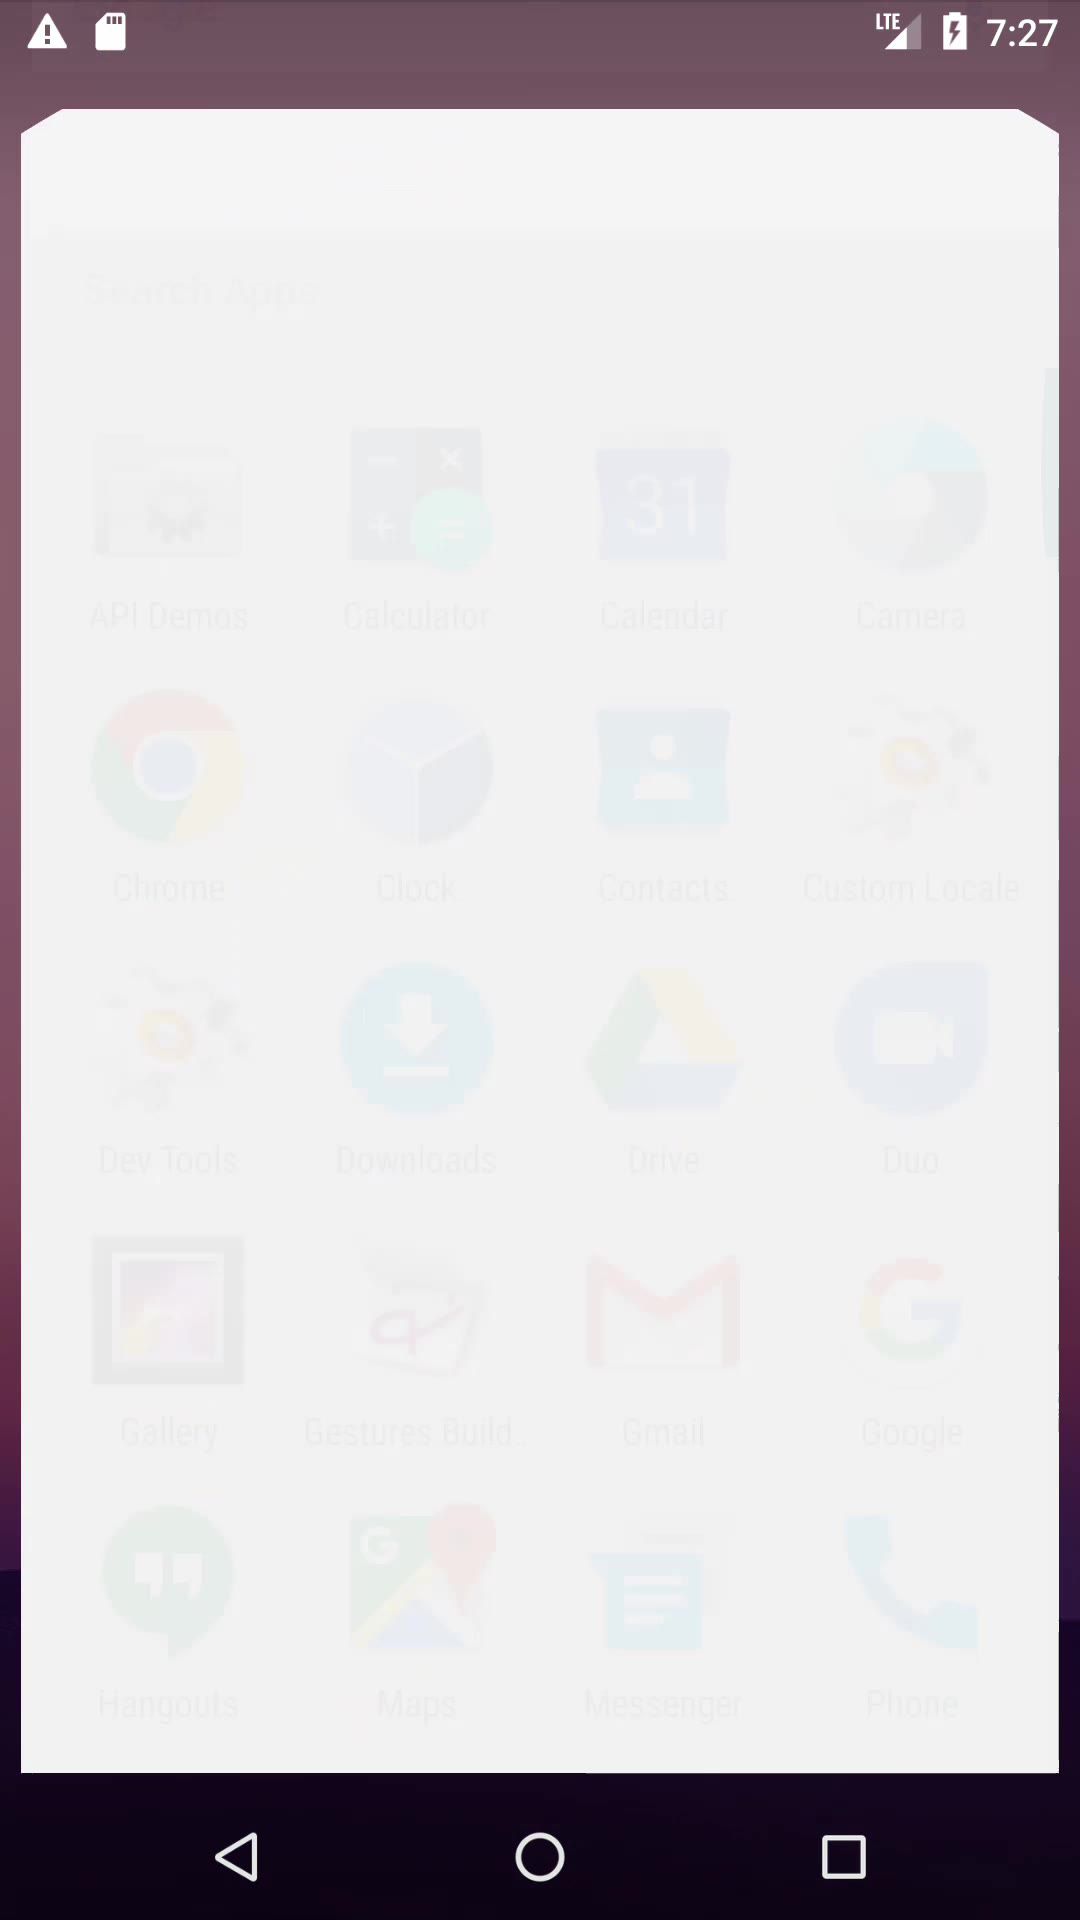 LTE 7:27
Search Apps
31
API Demos Calculator Calendar Camera
Chrome Clock Contacts Custom Locale
Dev Tools Downloads Drive Duo
Gallery Gestures Build.. Gmail Google
G
Hangouts Maps Messenger Phone